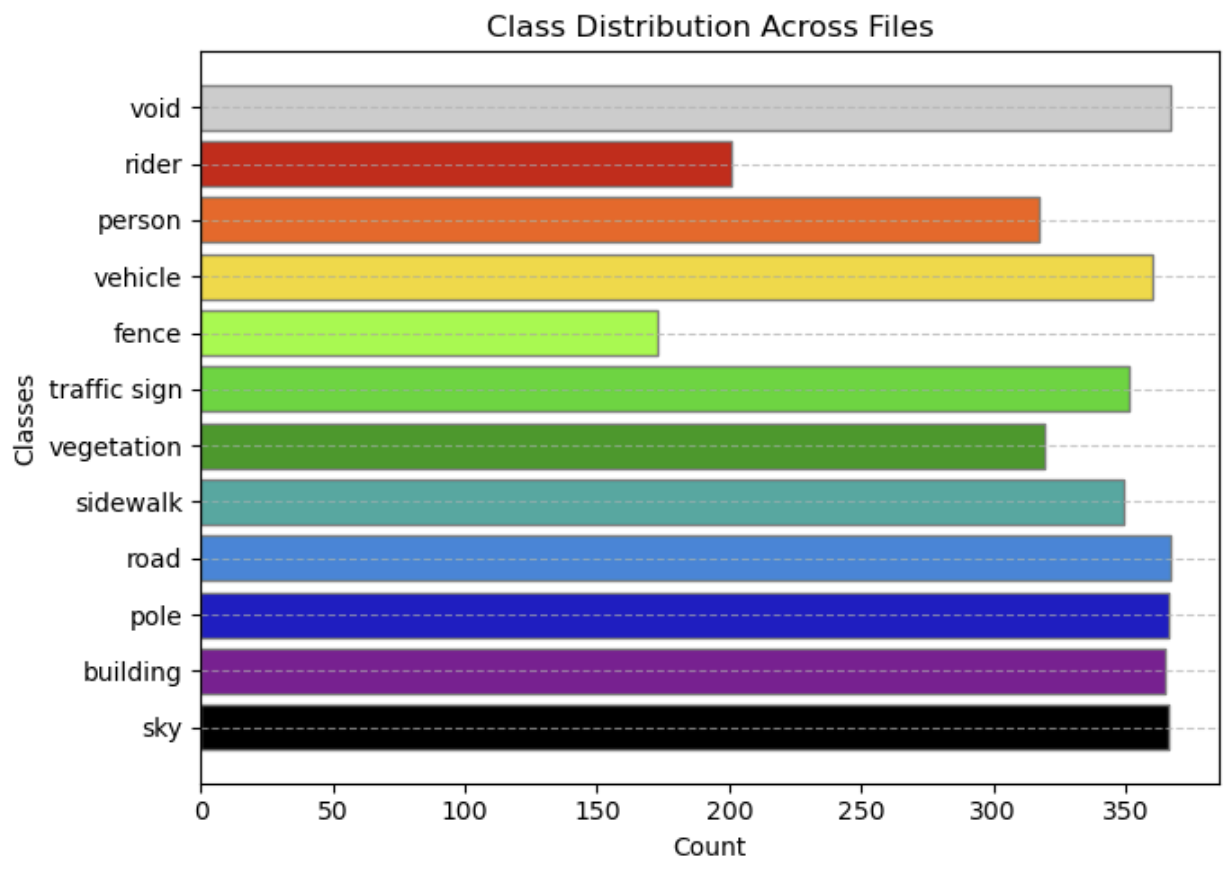 Class Distribution Across Files
Classes
void
rider
person
vehicle
fence
traffic sign
vegetation
sidewalk
road
pole
building
sky
0 50 100 150 200 250 300 350
Count